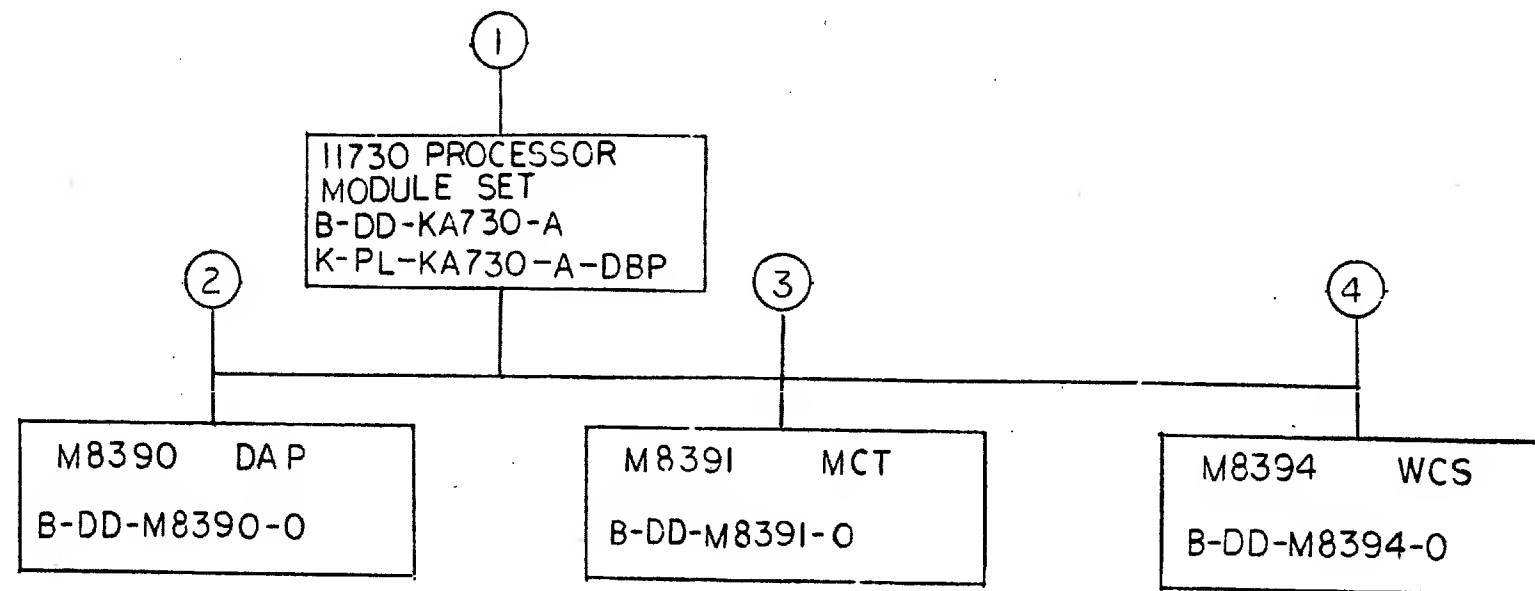 1
11730 PROCESSOR
MODULE SET
B-DD-KA730-A
K-PL-KA730-A-DBP
2
3
4
M8390 DAP
B-DD-M8390-0
M8391 MCT
B-DD-M8391-0
M8394 WCS
B-DD-M8394-0